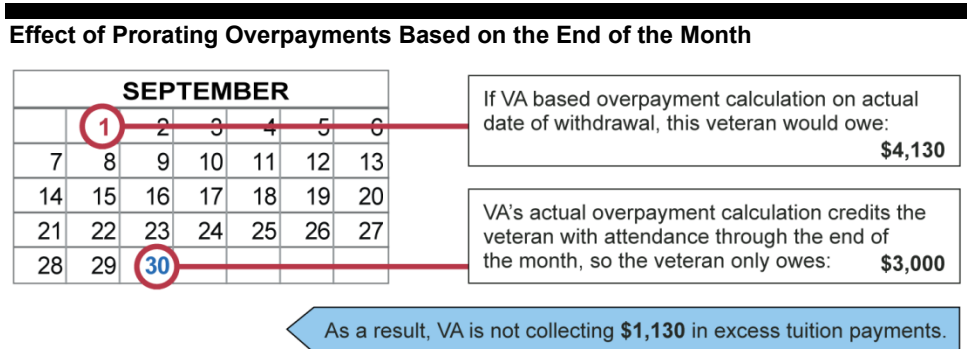 Effect of Prorating Overpayments Based on the End of the Month
SEPTEMBER
1 2 3 4 5 6
7 8 9 10 11 12 13
14 15 16 17 18 19 20
21 22 23 24 25 26 27
28 29 30
If VA based overpayment calculation on actual
date of withdrawal, this veteran would owe:
$4,130
VA's actual overpayment calculation credits the
veteran with attendance through the end of
the month, so the veteran only owes: $3,000
As a result, VA is not collecting $1,130 in excess tuition payments.